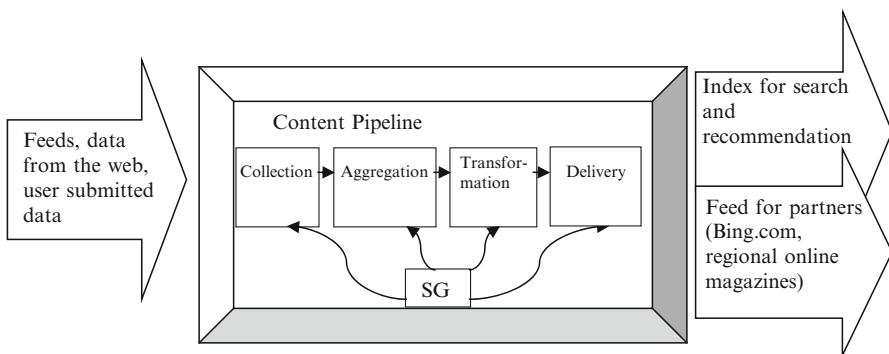 Feeds, data
from the web,
user submitted
data
Content Pipeline
Collection
Aggregation
Transfor-
mation
Delivery
SG
Index for search
and
recommendation
Feed for partners
(Bing.com,
regional online
magazines)